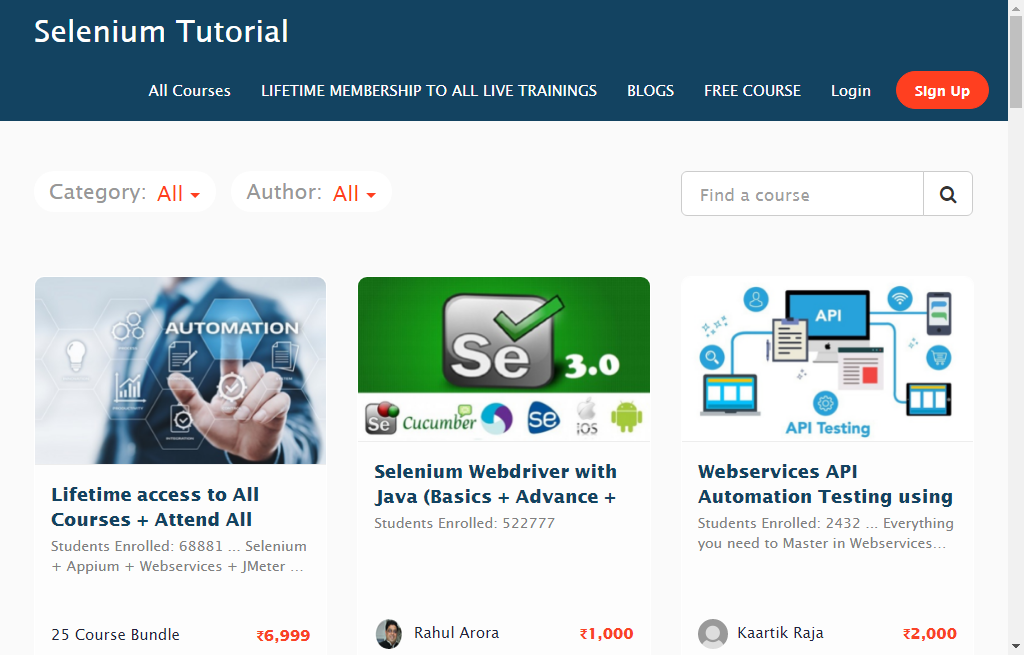 Selenium Tutorial
All Courses LIFETIME MEMBERSHIP TO ALL LIVE TRAININGS BLOGS FREE COURSE Login Sign Up
Category: All Author: All Find a course
AUTOMATION
Se 3.0
Se Cucumber se iOS
API
API Testing
Lifetime access to All
Courses + Attend All
Students Enrolled: 68881 ... Selenium
+ Appium + Webservices + JMeter ...
25 Course Bundle ₹6,999
Selenium Webdriver with
Java (Basics + Advance +
Students Enrolled: 522777
Rahul Arora ₹1,000
Webservices API
Automation Testing using
Students Enrolled: 2432 ... Everything
you need to Master in Webservices...
Kaartik Raja ₹2,000